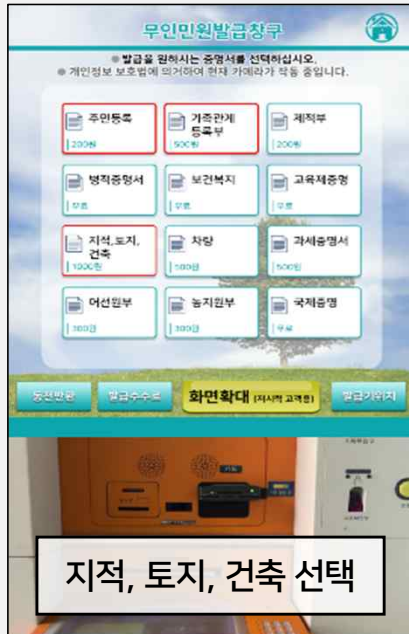 무인민원발급창구
발급을 원하시는 증명서를 선택하십시오.
개인정보 보호법에 의거하여 현재 카메라가 작동 중입니다.
주민등록
200원
가족관계
등록부
500원
제적부
200원
병적증명서
무료
보건복지
무료
교육제증명
무료
지적,토지,
건축
1000원
차량
500원
과세증명서
500원
어선원부
300원
농지원부
300원
국제증명
무료
동전반환
발급수수료
화면확대 (저시력 고객용)
발급기위치
지적, 토지, 건축 선택